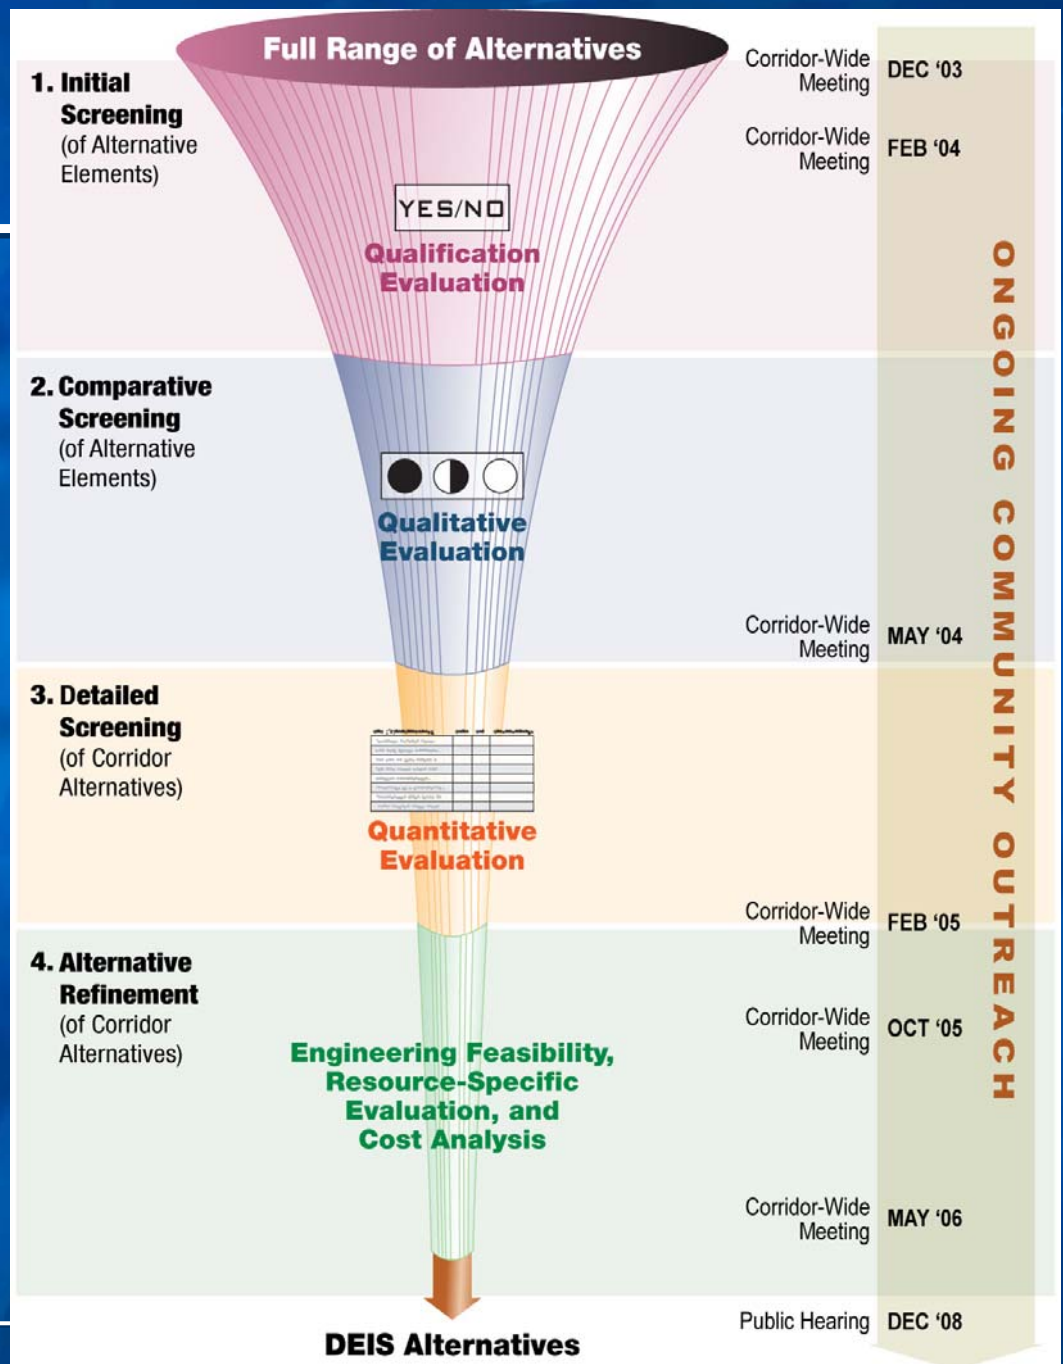 Full Range of Alternatives
1. Initial
Screening
(of Alternative
Elements)
YES/NO
Qualification
Evaluation
Corridor-Wide
Meeting
DEC ‘03
Corridor-Wide
Meeting
FEB ‘04
2. Comparative
Screening
(of Alternative
Elements)
Qualitative
Evaluation
Corridor-Wide
Meeting
MAY ‘04
3. Detailed
Screening
(of Corridor
Alternatives)
Quantitative
Evaluation
Corridor-Wide
Meeting
FEB ‘05
4. Alternative
Refinement
(of Corridor
Alternatives)
Engineering Feasibility,
Resource-Specific
Evaluation, and
Cost Analysis
Corridor-Wide
Meeting
OCT ‘05
Corridor-Wide
Meeting
MAY ‘06
DEIS Alternatives
Public Hearing
DEC ‘08
ONGOING COMMUNITY OUTREACH